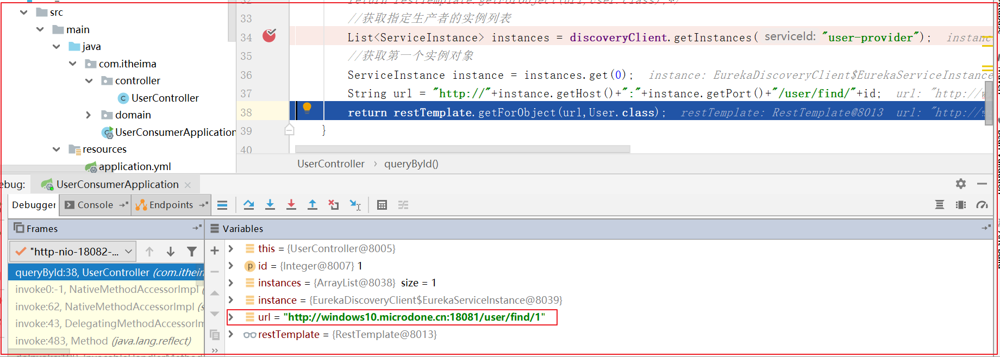 src
main
java
com.itheima
controller
UserController
domain
UserConsumerApplication
resources
application.yml
32 return restTemplate.getForObject(url,User.class);*/
33 //获取指定生产者的实例列表
34 List<ServiceInstance> instances = discoveryClient.getInstances( serviceId: "user-provider"); instanc
35 //获取第一个实例对象
36 ServiceInstance instance = instances.get(0); instance: EurekaDiscoveryClient$EurekaServiceInstance
37 String url = "http://"+instance.getHost()+":"+instance.getPort()+"/user/find/"+id; url: "http://w
38 return restTemplate.getForObject(url,User.class); restTemplate: RestTemplate@8013 url: "http://w
39 }
40
UserController › queryById()
ebug: UserConsumerApplication ×
Debugger Console Endpoints
Frames Variables
"http-nio-18082-...
queryById:38, UserController (com.itheim
invoke0:-1, NativeMethodAccessorImpl (
invoke:62, NativeMethodAccessorImpl (s
invoke:43, DelegatingMethodAccessorIm
invoke:483, Method (java.lang.reflect)
this = {UserController@8005}
id = {Integer@8007} 1
instances = {ArrayList@8038} size = 1
instance = {EurekaDiscoveryClient$EurekaServiceInstance@8039}
url = "http://windows10.microdone.cn:18081/user/find/1"
restTemplate = {RestTemplate@8013}